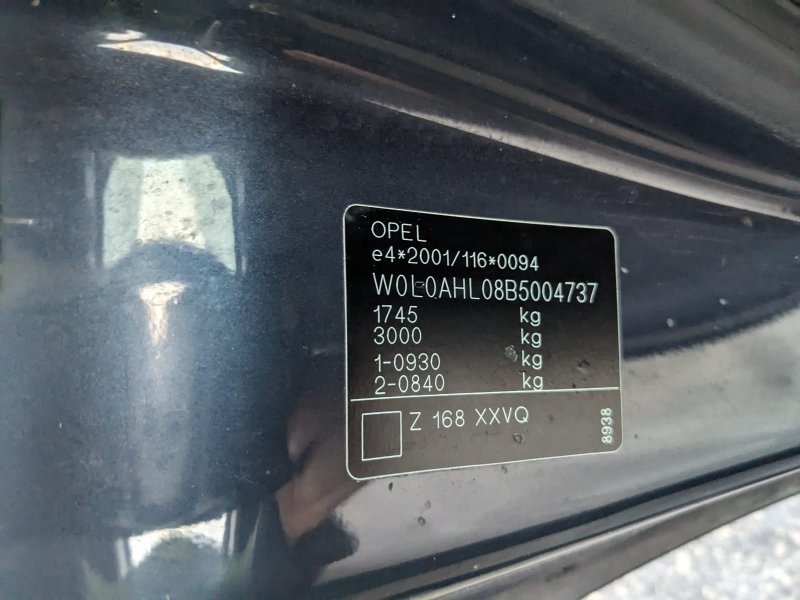 OPEL
e4*2001/116*0094
W0L0AHL08B5004737
1745 kg
3000 kg
1-0930 kg
2-0840 kg
Z 168 XXVQ
8938